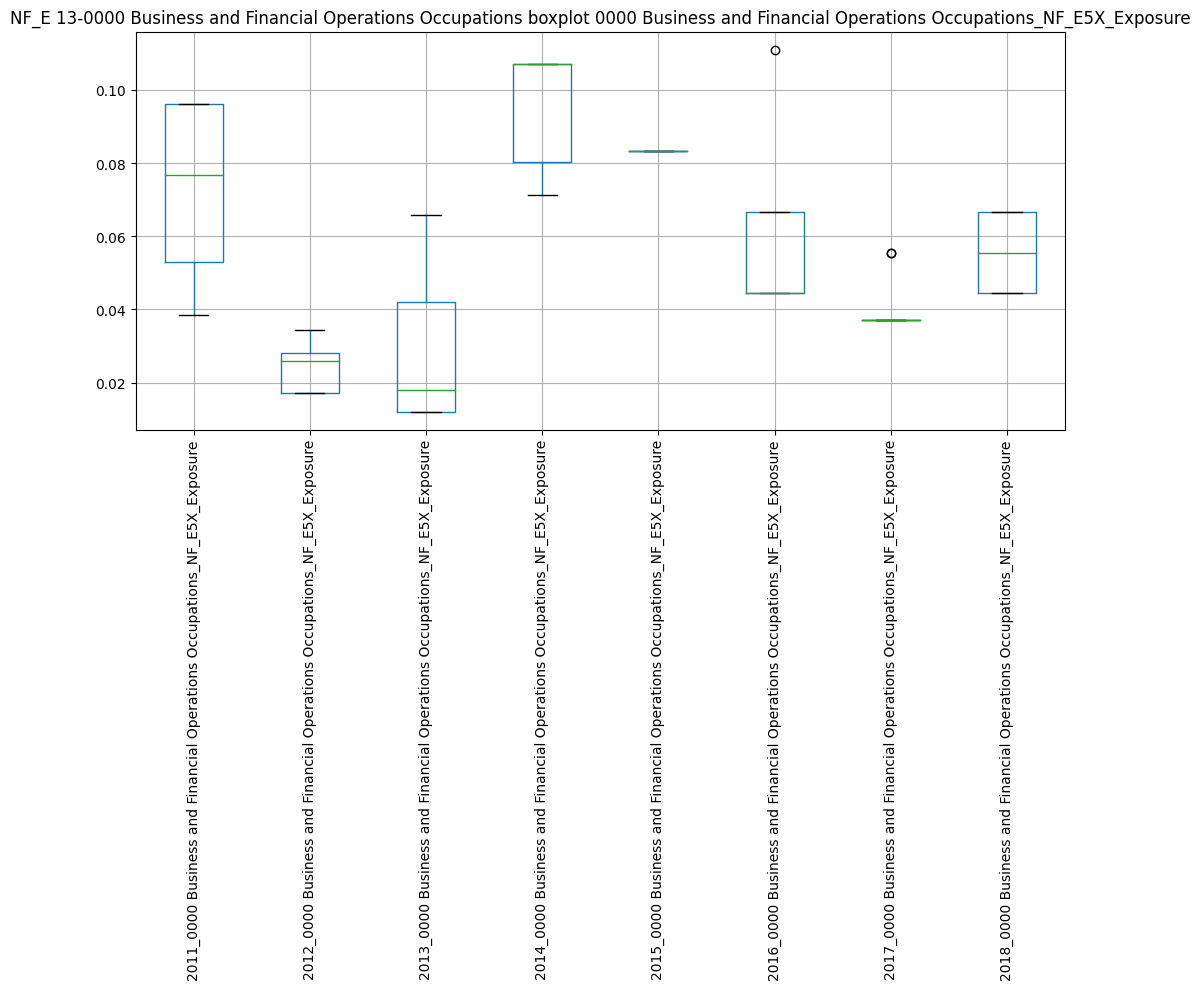 NF_E 13-0000 Business and Financial Operations Occupations boxplot 0000 Business and Financial Operations Occupations_NF_E5X_Exposure
0.10
0.08
0.06
0.04
0.02
2011_0000 Business and Financial Operations Occupations_NF_E5X_Exposure
2012_0000 Business and Financial Operations Occupations_NF_E5X_Exposure
2013_0000 Business and Financial Operations Occupations_NF_E5X_Exposure
2014_0000 Business and Financial Operations Occupations_NF_E5X_Exposure
2015_0000 Business and Financial Operations Occupations_NF_E5X_Exposure
2016_0000 Business and Financial Operations Occupations_NF_E5X_Exposure
2017_0000 Business and Financial Operations Occupations_NF_E5X_Exposure
2018_0000 Business and Financial Operations Occupations_NF_E5X_Exposure